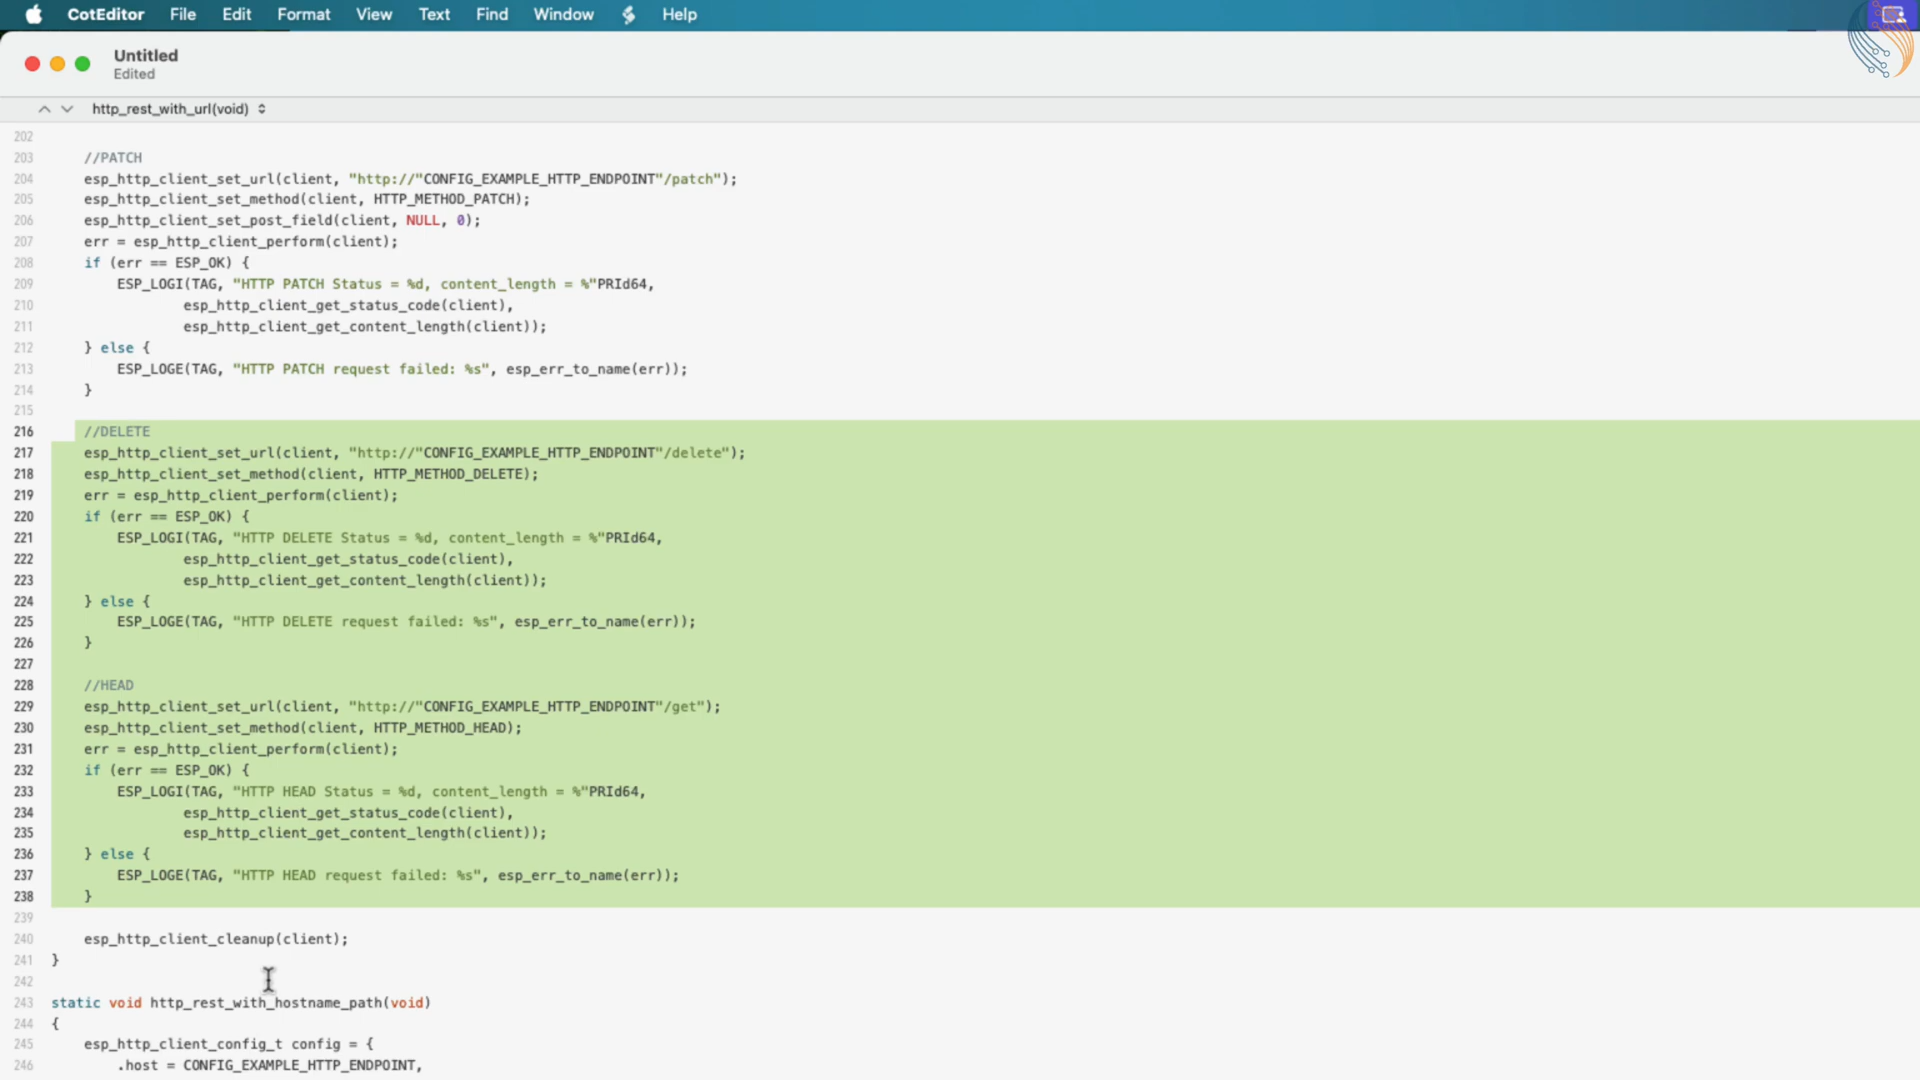 CotEditor File Edit Format View Text Find Window Help
Untitled
Edited
http_rest_with_url(void)
202
203 //PATCH
204 esp_http_client_set_url(client, "http://"CONFIG_EXAMPLE_HTTP_ENDPOINT"/patch");
205 esp_http_client_set_method(client, HTTP_METHOD_PATCH);
206 esp_http_client_set_post_field(client, NULL, 0);
207 err = esp_http_client_perform(client);
208 if (err == ESP_OK) {
209 ESP_LOGI(TAG, "HTTP PATCH Status = %d, content_length = %"PRId64,
210 esp_http_client_get_status_code(client),
211 esp_http_client_get_content_length(client));
212 } else {
213 ESP_LOGE(TAG, "HTTP PATCH request failed: %s", esp_err_to_name(err));
214 }
215
216 //DELETE
217 esp_http_client_set_url(client, "http://"CONFIG_EXAMPLE_HTTP_ENDPOINT"/delete");
218 esp_http_client_set_method(client, HTTP_METHOD_DELETE);
219 err = esp_http_client_perform(client);
220 if (err == ESP_OK) {
221 ESP_LOGI(TAG, "HTTP DELETE Status = %d, content_length = %"PRId64,
222 esp_http_client_get_status_code(client),
223 esp_http_client_get_content_length(client));
224 } else {
225 ESP_LOGE(TAG, "HTTP DELETE request failed: %s", esp_err_to_name(err));
226 }
227
228 //HEAD
229 esp_http_client_set_url(client, "http://"CONFIG_EXAMPLE_HTTP_ENDPOINT"/get");
230 esp_http_client_set_method(client, HTTP_METHOD_HEAD);
231 err = esp_http_client_perform(client);
232 if (err == ESP_OK) {
233 ESP_LOGI(TAG, "HTTP HEAD Status = %d, content_length = %"PRId64,
234 esp_http_client_get_status_code(client),
235 esp_http_client_get_content_length(client));
236 } else {
237 ESP_LOGE(TAG, "HTTP HEAD request failed: %s", esp_err_to_name(err));
238 }
239
240 esp_http_client_cleanup(client);
241 }
242
243 static void http_rest_with_hostname_path(void)
244 {
245 esp_http_client_config_t config = {
246 .host = CONFIG_EXAMPLE_HTTP_ENDPOINT,